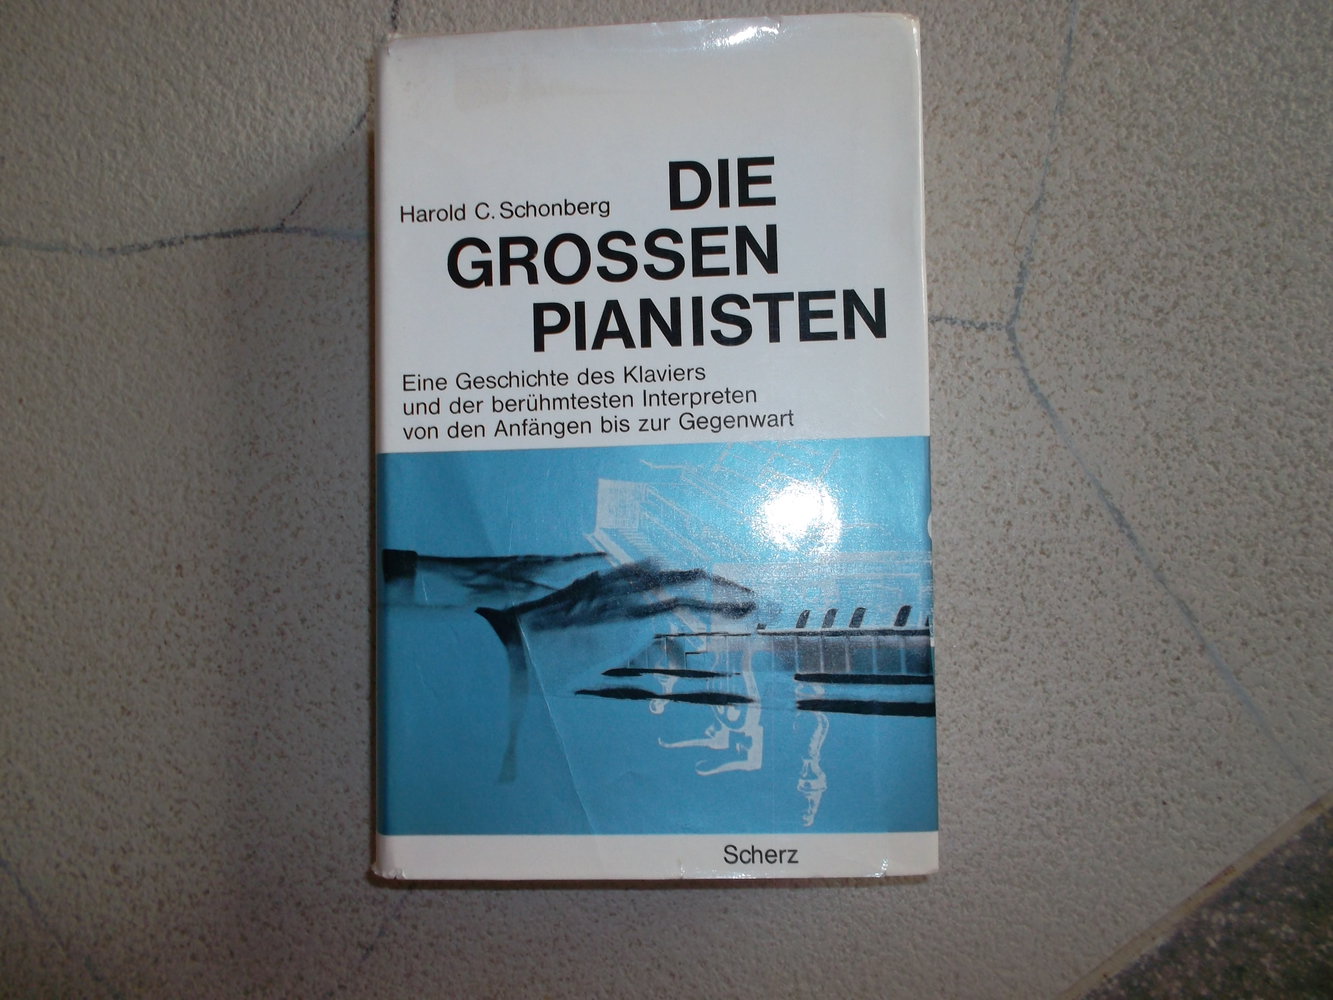 Harold C. Schonberg
DIE
GROSSEN
PIANISTEN
Eine Geschichte des Klaviers
und der berühmtesten Interpreten
von den Anfängen bis zur Gegenwart
Scherz